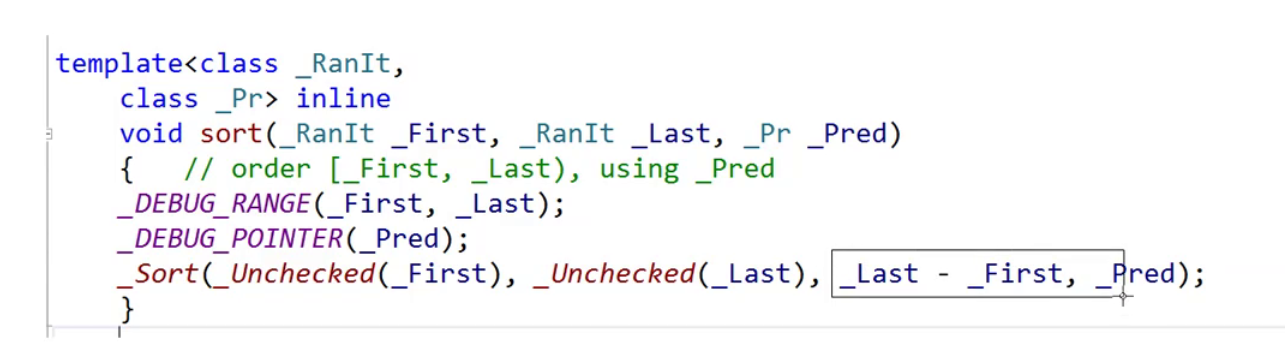 template<class _RanIt,
class _Pr> inline
void sort(_RanIt _First, _RanIt _Last, _Pr _Pred)
{ // order [_First, _Last), using _Pred
_DEBUG_RANGE(_First, _Last);
_DEBUG_POINTER(_Pred);
_Sort(_Unchecked(_First), _Unchecked(_Last), _Last - _First, _Pred);
}